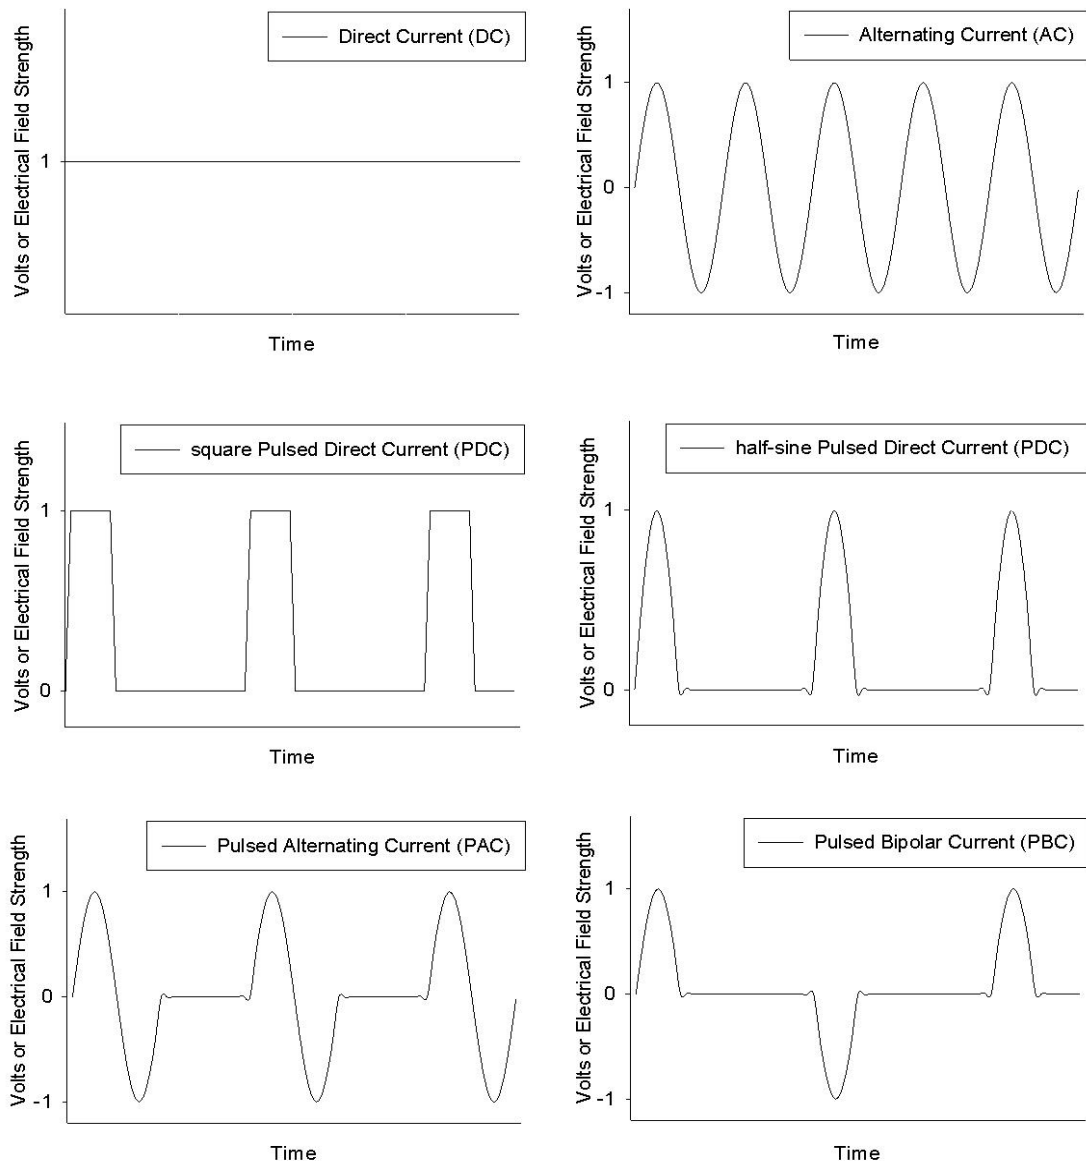 Direct Current (DC)
Volts or Electrical Field Strength
1
Time
Alternating Current (AC)
Volts or Electrical Field Strength
1
0
-1
Time
square Pulsed Direct Current (PDC)
Volts or Electrical Field Strength
1
0
Time
half-sine Pulsed Direct Current (PDC)
Volts or Electrical Field Strength
1
0
Time
Pulsed Alternating Current (PAC)
Volts or Electrical Field Strength
1
0
-1
Time
Pulsed Bipolar Current (PBC)
Volts or Electrical Field Strength
1
0
-1
Time